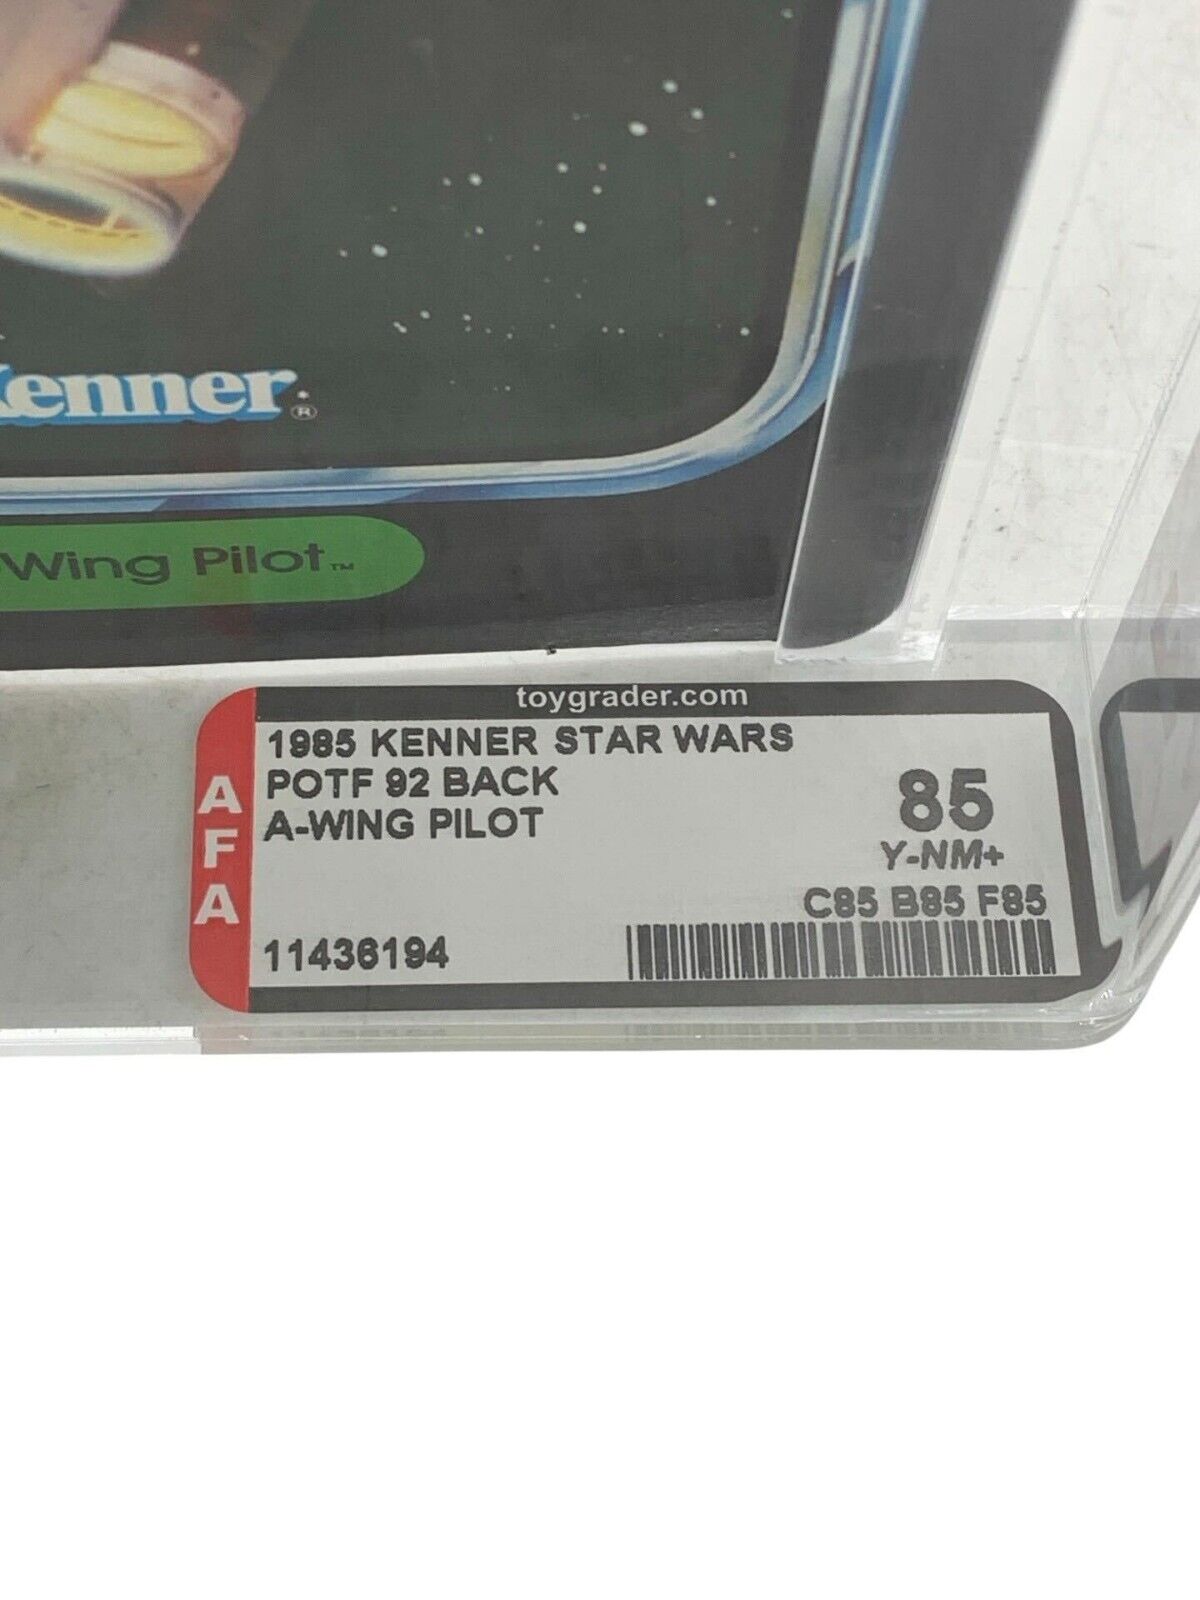 Kenner®
-Wing Pilot™
toygrader.com
AFA
1985 KENNER STAR WARS
POTF 92 BACK
A-WING PILOT
85
Y-NM+
C85 B85 F85
11436194